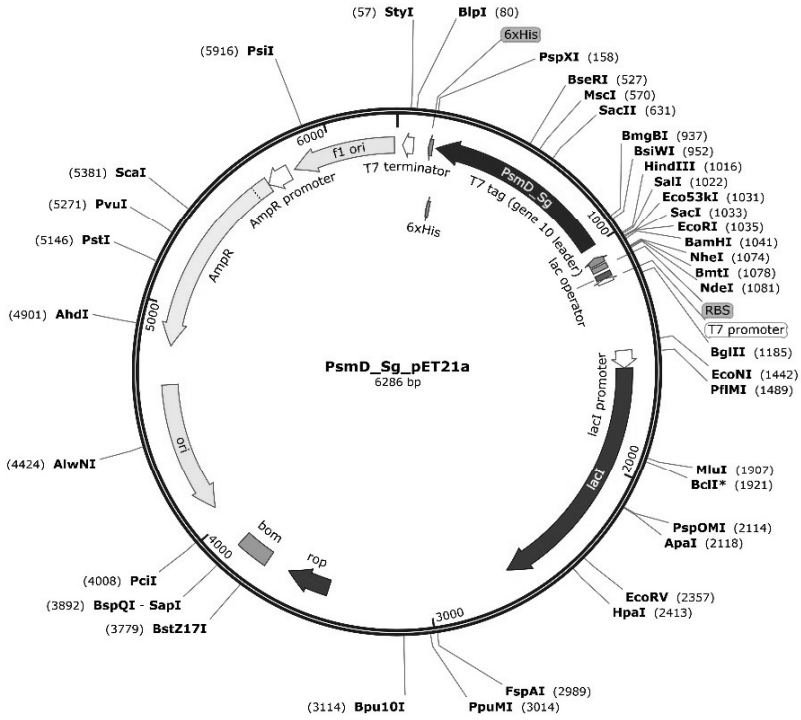 (57) StyI
BlpI (80)
6xHis
PspXI (158)
BseRI (527)
MscI (570)
SacII (631)
BmgBI (937)
BsiWI (952)
HindIII (1016)
SalI (1022)
Eco53kI (1031)
SacI (1033)
EcoRI (1035)
BamHI (1041)
NheI (1074)
BmtI (1078)
NdeI (1081)
RBS
T7 promoter
BglII (1185)
EcoNI (1442)
PflMI (1489)
MluI (1907)
BclI* (1921)
PspOMI (2114)
ApaI (2118)
EcoRV (2357)
HpaI (2413)
FspAI (2989)
PpuMI (3014)
(3114) Bpu10I
(3779) BstZ17I
(3892) BspQI - SapI
(4008) PciI
(4424) AlwNI
(4901) AhdI
(5146) PstI
(5271) PvuI
(5381) ScaI
(5916) PsiI
1000
2000
3000
4000
5000
6000
f1 ori
T7 terminator
AmpR promoter
AmpR
6xHis
PsmD_Sg
T7 tag (gene 10 leader)
lac operator
lacI promoter
lacI
rop
bom
ori
PsmD_Sg_pET21a
6286 bp